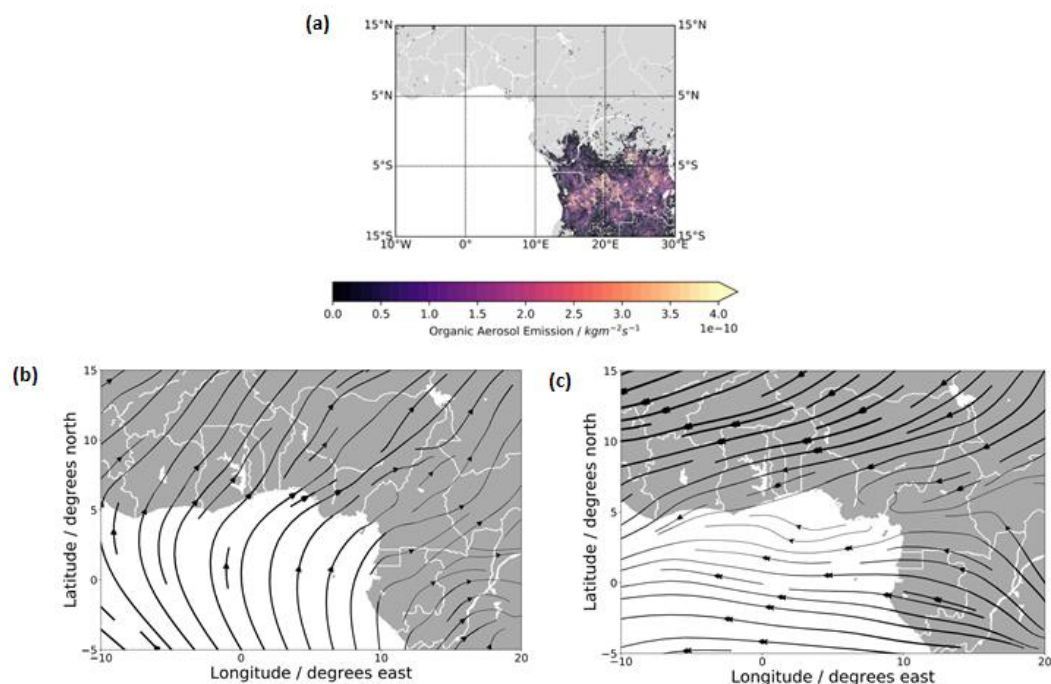 (a)
15°N 15°N
5°N 5°N
5°S 5°S
15°S 15°S
10°W 0° 10°E 20°E 30°E
0.0 0.5 1.0 1.5 2.0 2.5 3.0 3.5 4.0
Organic Aerosol Emission / kgm⁻²s⁻¹ 1e−10
(b)
15
10
5
0
−5
Latitude / degrees north
−10 0 10 20
Longitude / degrees east
(c)
15
10
5
0
−5
Latitude / degrees north
−10 0 10 20
Longitude / degrees east